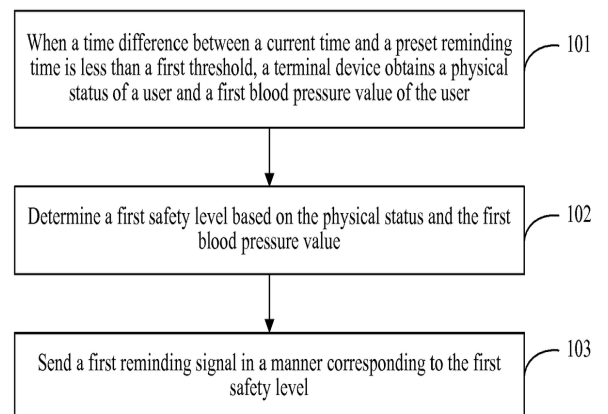 When a time difference between a current time and a preset reminding
time is less than a first threshold, a terminal device obtains a physical
status of a user and a first blood pressure value of the user
101
Determine a first safety level based on the physical status and the first
blood pressure value
102
Send a first reminding signal in a manner corresponding to the first
safety level
103